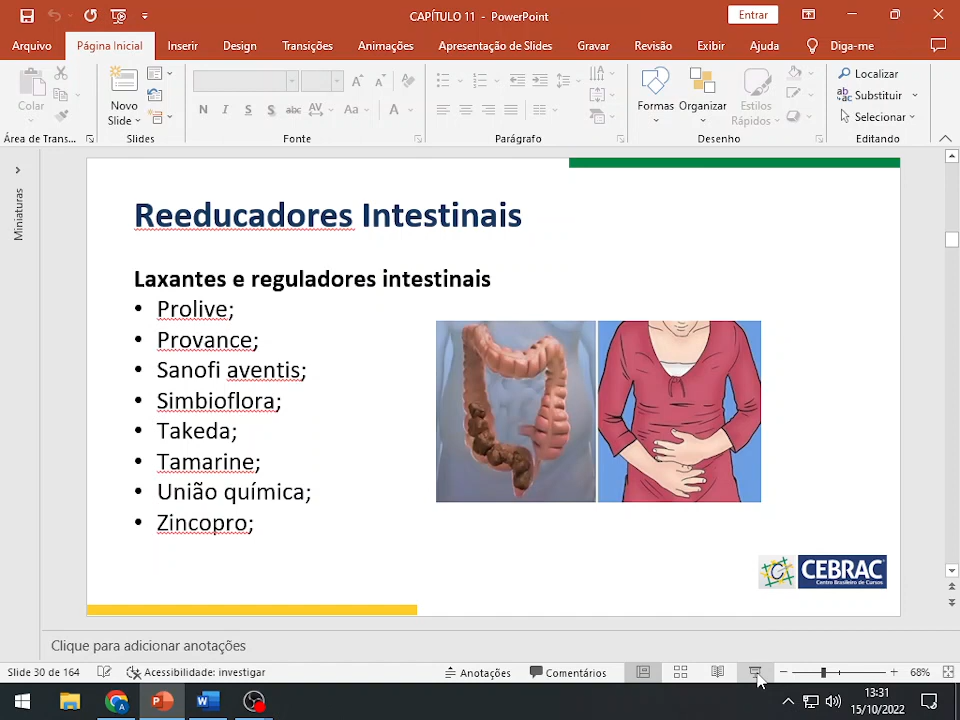 CAPÍTULO 11 - PowerPoint
Entrar
Arquivo
Página Inicial
Inserir
Design
Transições
Animações
Apresentação de Slides
Gravar
Revisão
Exibir
Ajuda
Diga-me
Colar
Novo
Slide
N I S S abc AV Aa A
Formas
Organizar
Estilos
Rápidos
Localizar
Substituir
Selecionar
Área de Trans...
Slides
Fonte
Parágrafo
Desenho
Editando
Miniaturas
Reeducadores Intestinais
Laxantes e reguladores intestinais
• Prolive;
• Provance;
• Sanofi aventis;
• Simbioflora;
• Takeda;
• Tamarine;
• União química;
• Zincopro;
CEBRAC
Centro Brasileiro de Cursos
Clique para adicionar anotações
Slide 30 de 164
Acessibilidade: investigar
Anotações
Comentários
68%
13:31
15/10/2022